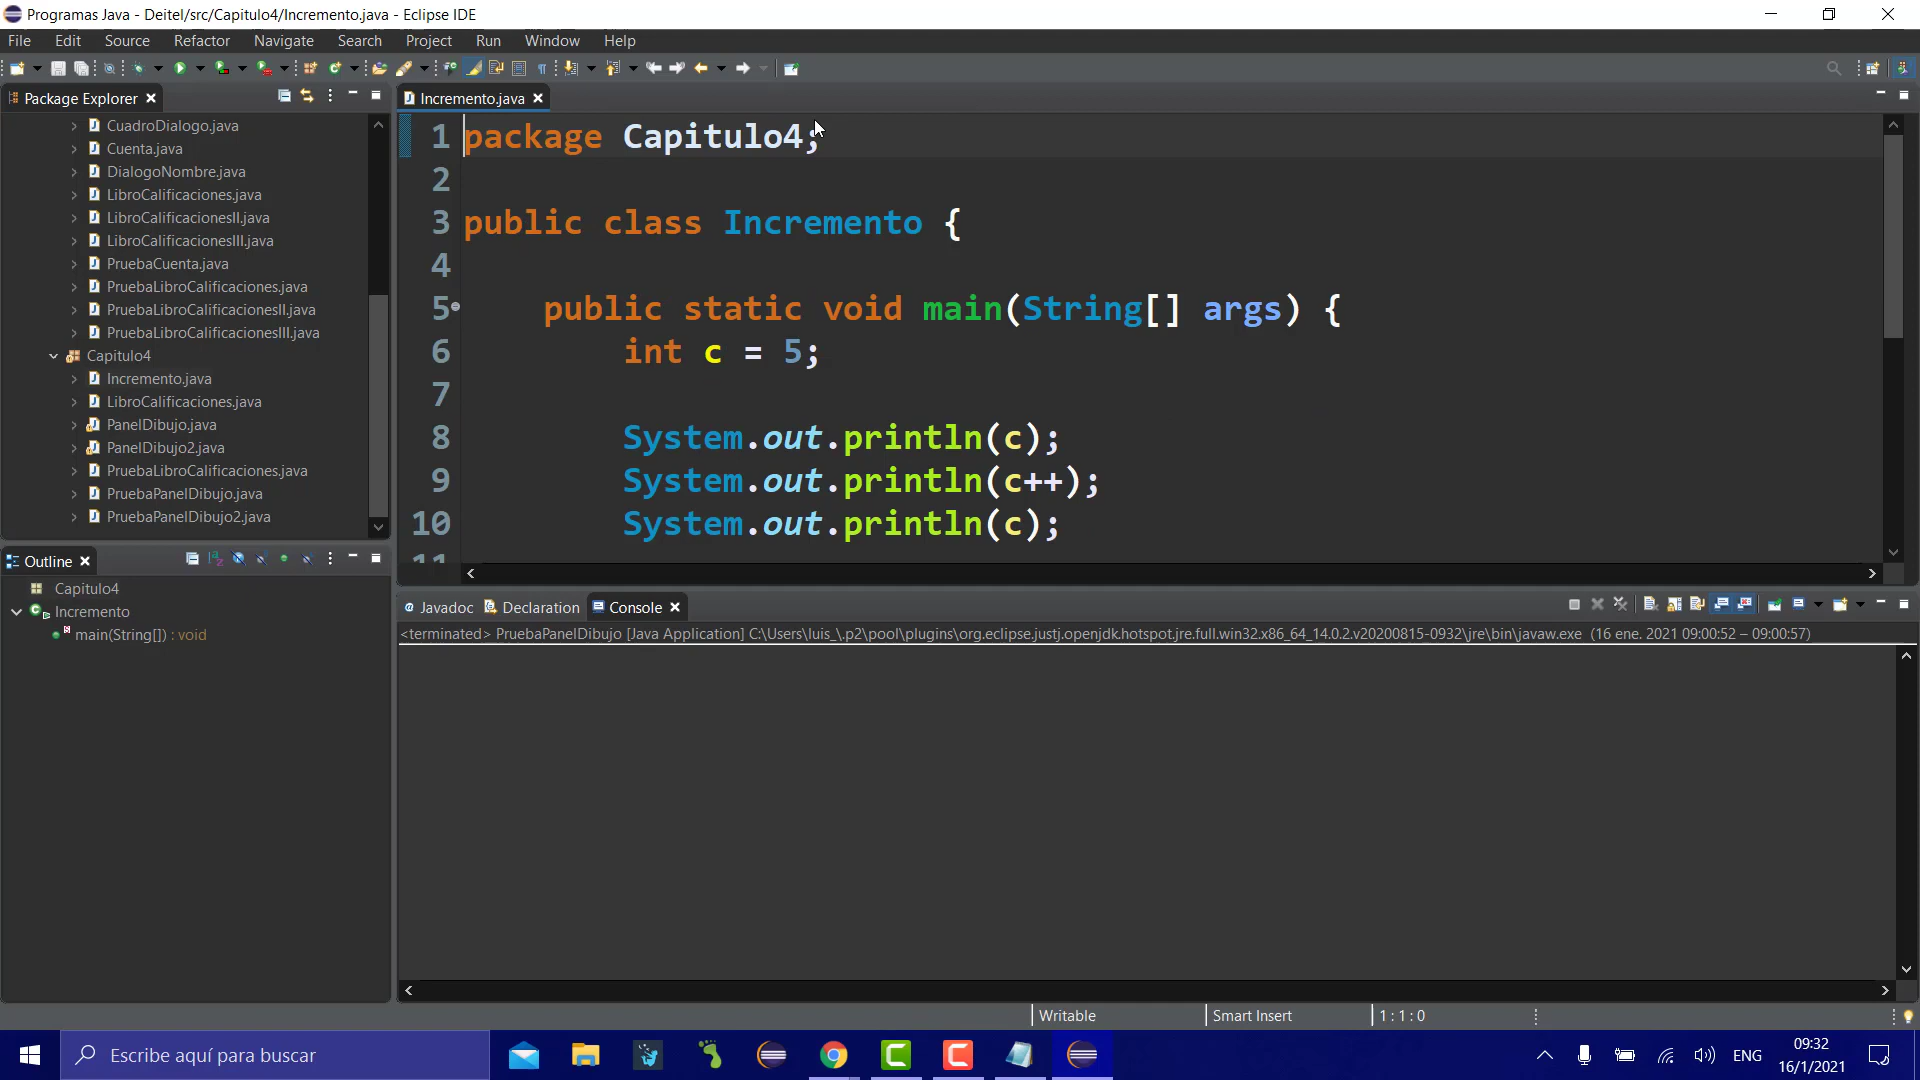 Programas Java - Deitel/src/Capitulo4/Incremento.java - Eclipse IDE
File Edit Source Refactor Navigate Search Project Run Window Help
Package Explorer
CuadroDialogo.java
Cuenta.java
DialogoNombre.java
LibroCalificaciones.java
LibroCalificacionesII.java
LibroCalificacionesIII.java
PruebaCuenta.java
PruebaLibroCalificaciones.java
PruebaLibroCalificacionesII.java
PruebaLibroCalificacionesIII.java
Capitulo4
Incremento.java
LibroCalificaciones.java
PanelDibujo.java
PanelDibujo2.java
PruebaLibroCalificaciones.java
PruebaPanelDibujo.java
PruebaPanelDibujo2.java
Outline
Capitulo4
Incremento
main(String[]) : void
Incremento.java
1 package Capitulo4;
2
3 public class Incremento {
4
5 public static void main(String[] args) {
6 int c = 5;
7
8 System.out.println(c);
9 System.out.println(c++);
10 System.out.println(c);
11
Javadoc Declaration Console
<terminated> PruebaPanelDibujo [Java Application] C:\Users\luis_\.p2\pool\plugins\org.eclipse.justj.openjdk.hotspot.jre.full.win32.x86_64_14.0.2.v20200815-0932\jre\bin\javaw.exe (16 ene. 2021 09:00:52 – 09:00:57)
Writable Smart Insert 1 : 1 : 0
Escribe aquí para buscar
ENG
09:32
16/1/2021